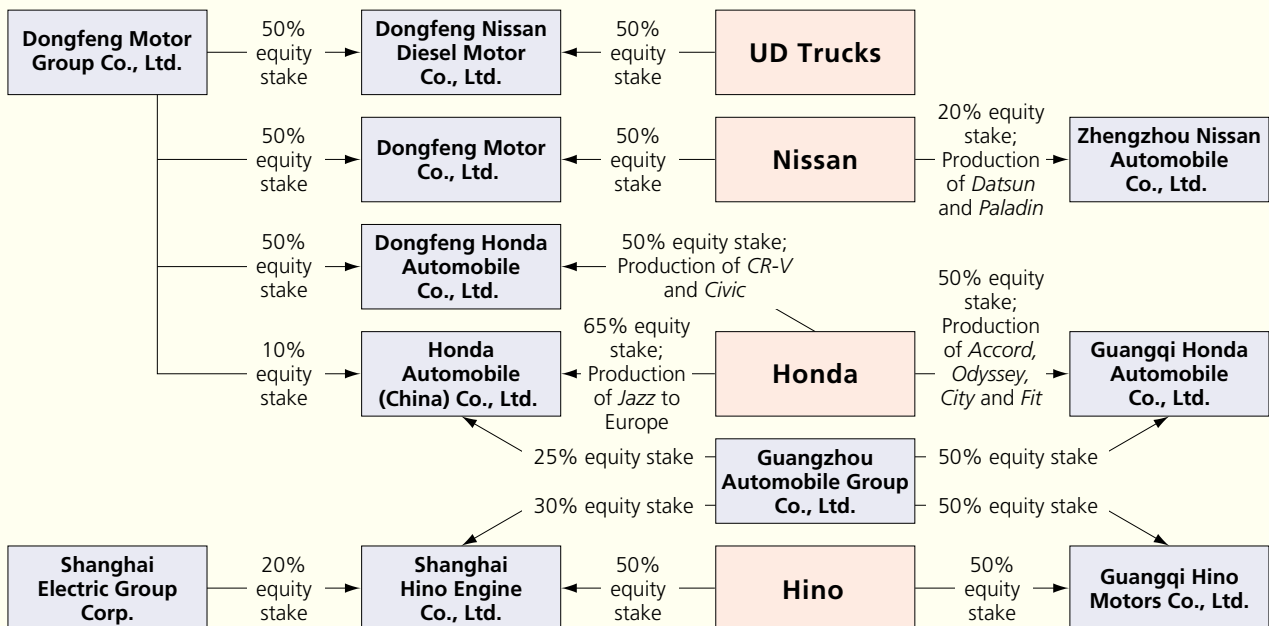 Dongfeng Motor
Group Co., Ltd.
50%
equity
stake
Dongfeng Nissan
Diesel Motor
Co., Ltd.
50%
equity
stake
UD Trucks
50%
equity
stake
Dongfeng Motor
Co., Ltd.
50%
equity
stake
Nissan
20% equity
stake;
Production
of Datsun
and Paladin
Zhengzhou Nissan
Automobile
Co., Ltd.
50%
equity
stake
Dongfeng Honda
Automobile
Co., Ltd.
50% equity stake;
Production of CR-V
and Civic
10%
equity
stake
Honda
Automobile
(China) Co., Ltd.
65% equity
stake;
Production
of Jazz to
Europe
Honda
50% equity
stake;
Production
of Accord,
Odyssey,
City and Fit
Guangqi Honda
Automobile
Co., Ltd.
25% equity stake
Guangzhou
Automobile Group
Co., Ltd.
50% equity stake
30% equity stake
50% equity stake
Shanghai
Electric Group
Corp.
20%
equity
stake
Shanghai
Hino Engine
Co., Ltd.
50%
equity
stake
Hino
50%
equity
stake
Guangqi Hino
Motors Co., Ltd.